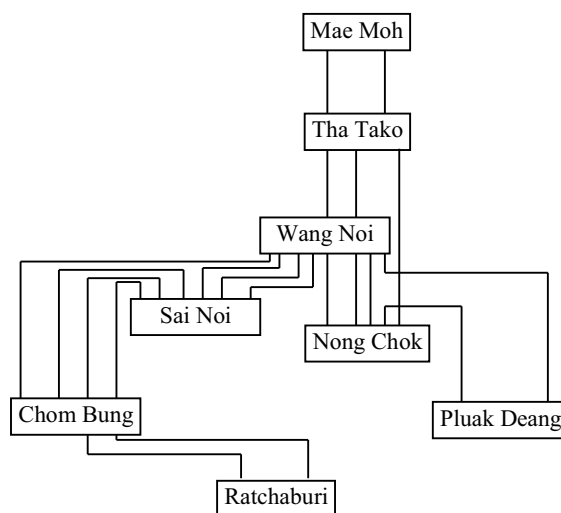 Mae Moh
Tha Tako
Wang Noi
Sai Noi
Nong Chok
Chom Bung
Pluak Deang
Ratchaburi